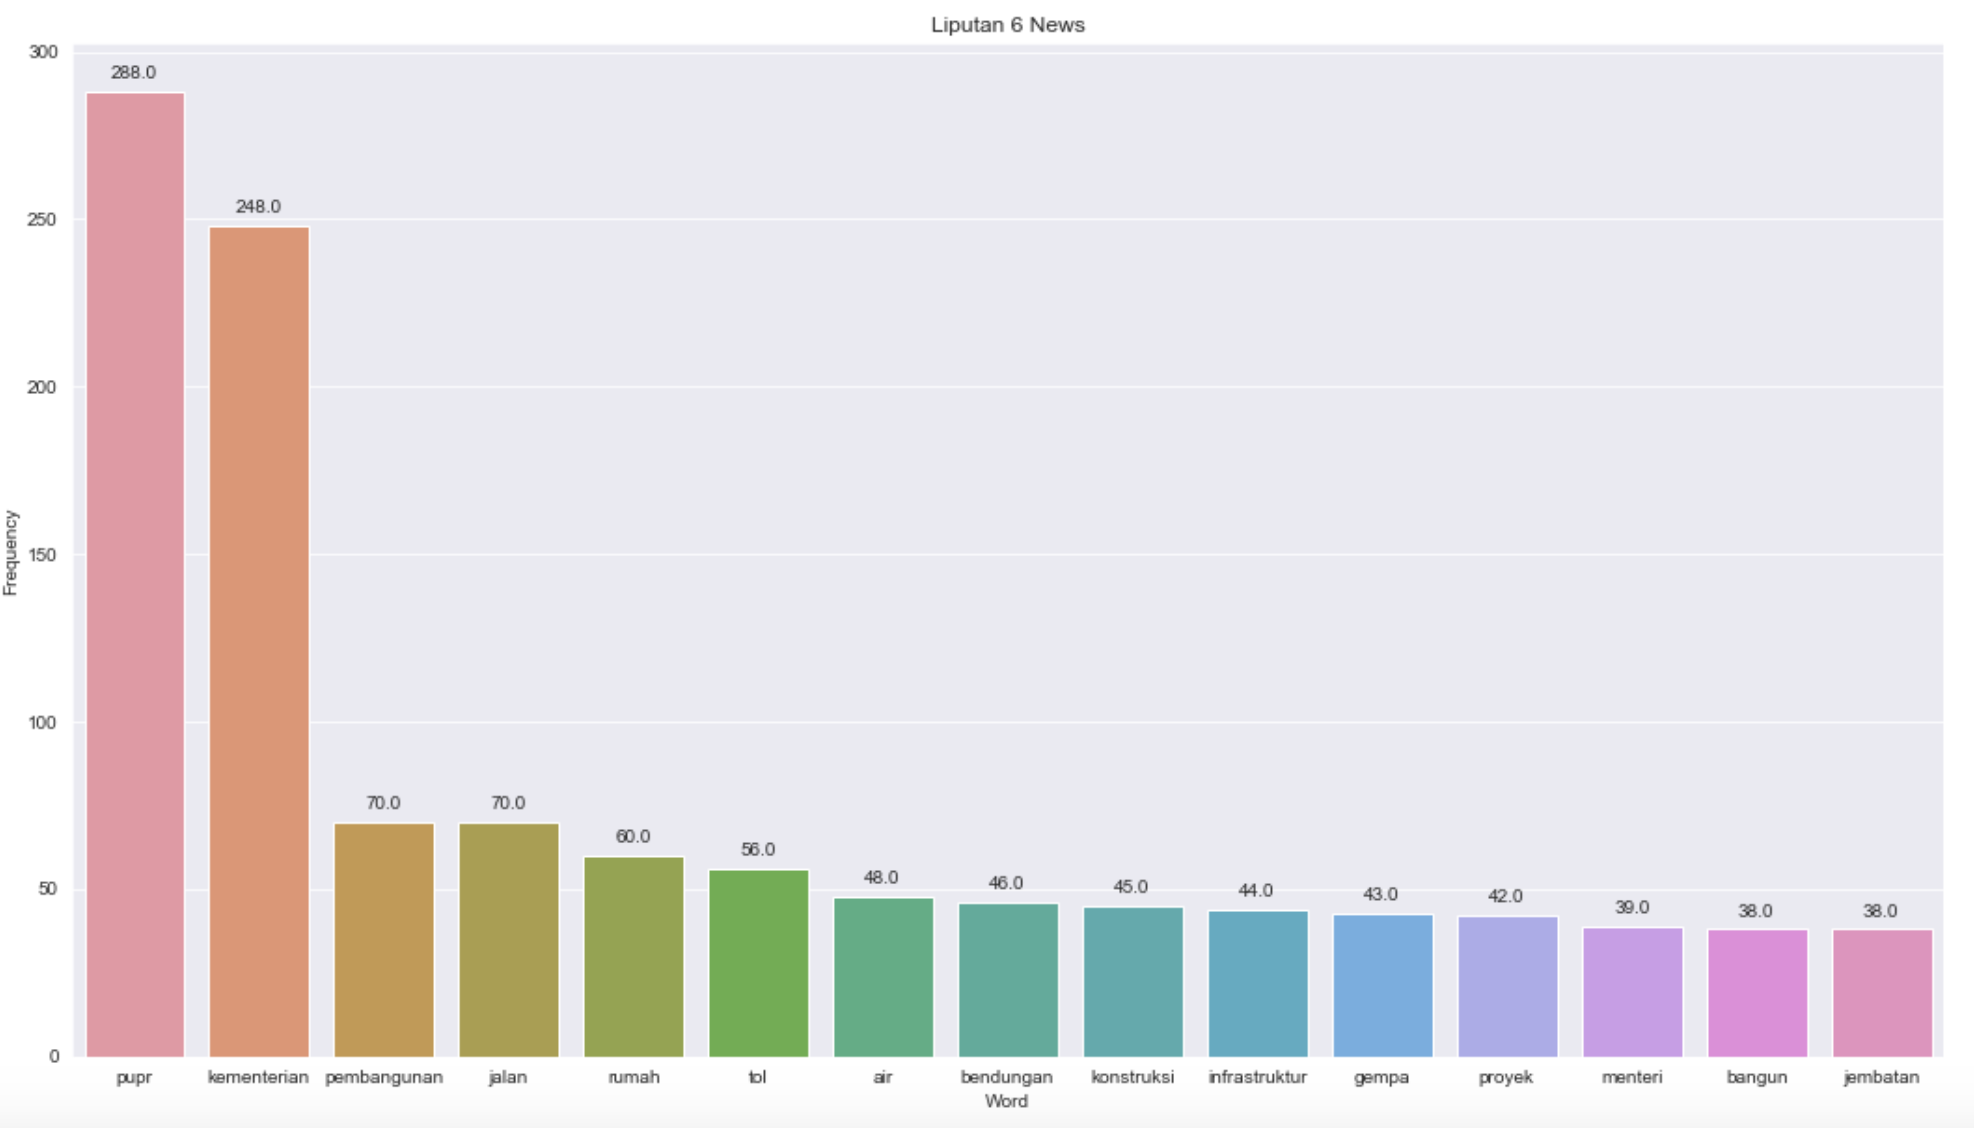 Liputan 6 News
300
288.0
250
248.0
200
Frequency
150
100
70.0 70.0 60.0 56.0 48.0 46.0 45.0 44.0 43.0 42.0 39.0 38.0 38.0
50
0
pupr kementerian pembangunan jalan rumah tol air bendungan konstruksi infrastruktur gempa proyek menteri bangun jembatan
Word